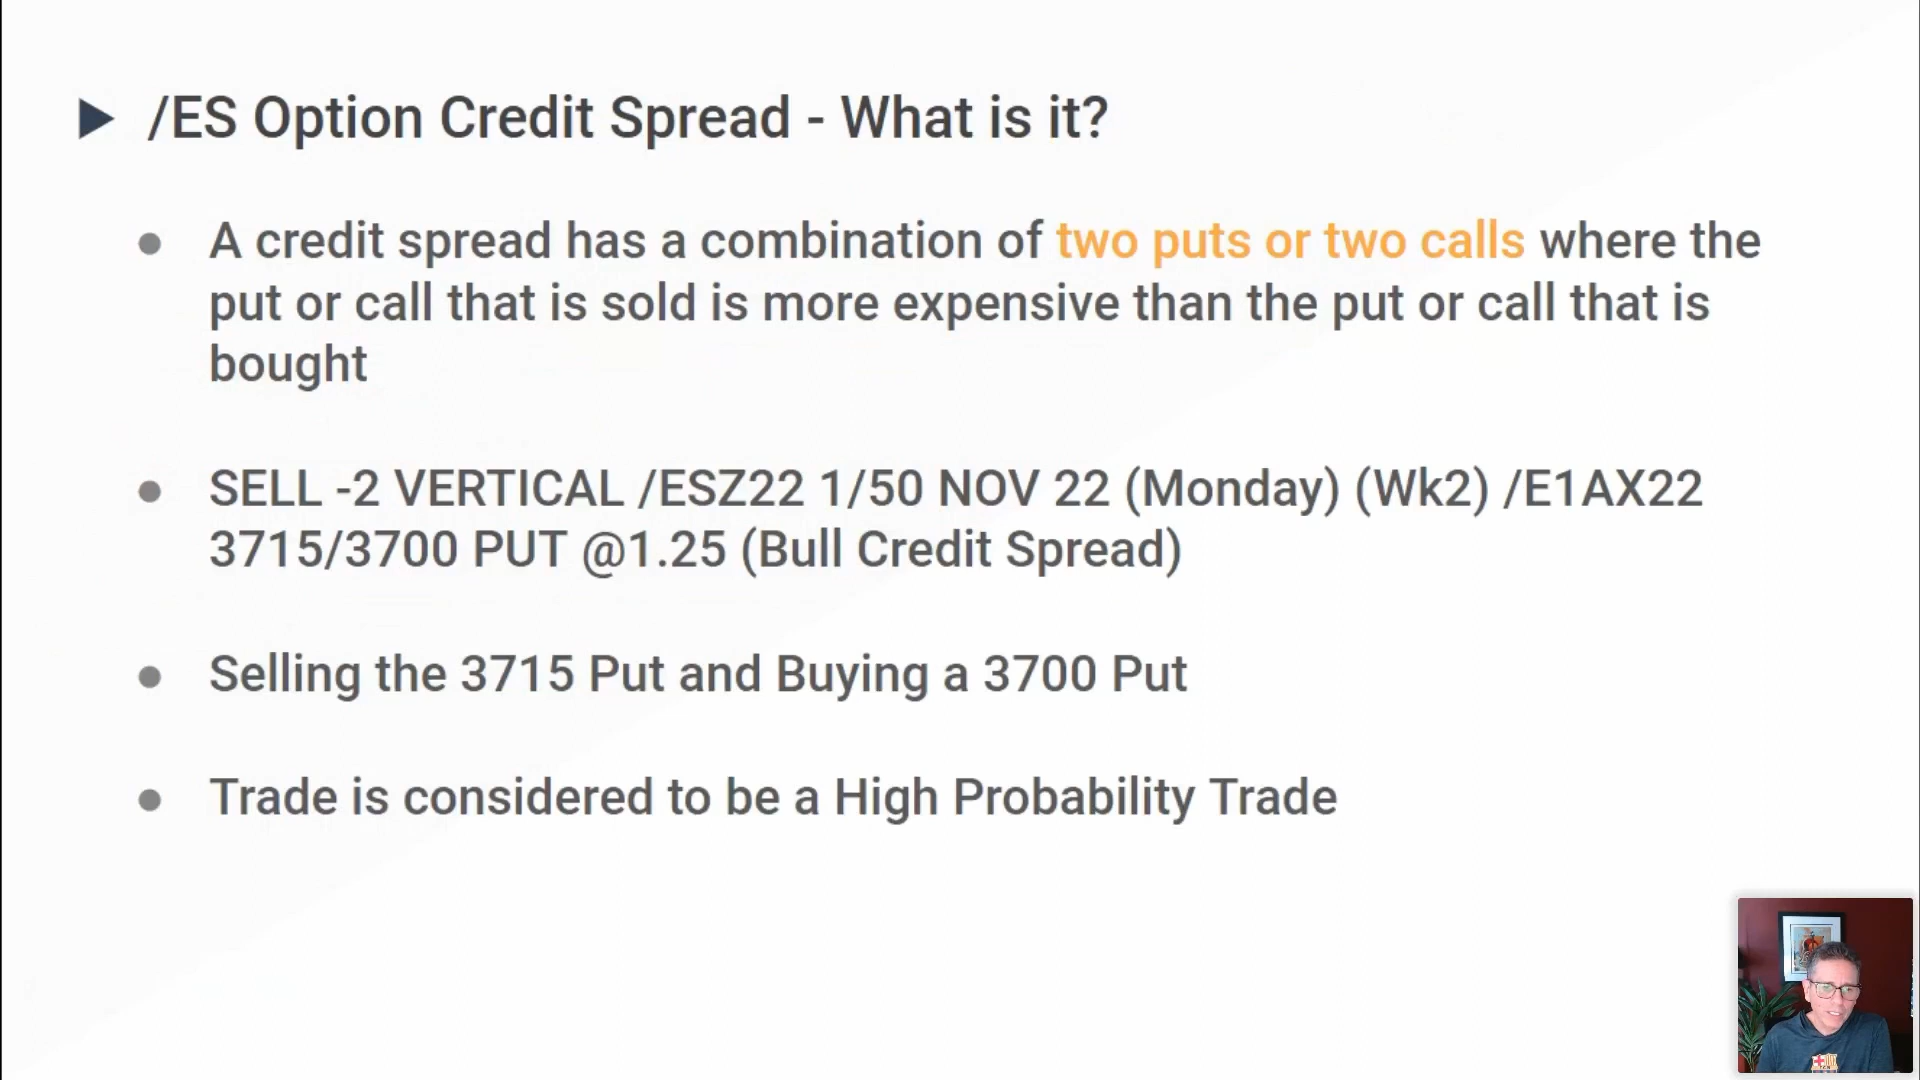 /ES Option Credit Spread - What is it?
A credit spread has a combination of two puts or two calls where the
put or call that is sold is more expensive than the put or call that is
bought
SELL -2 VERTICAL /ESZ22 1/50 NOV 22 (Monday) (Wk2) /E1AX22
3715/3700 PUT @1.25 (Bull Credit Spread)
Selling the 3715 Put and Buying a 3700 Put
Trade is considered to be a High Probability Trade